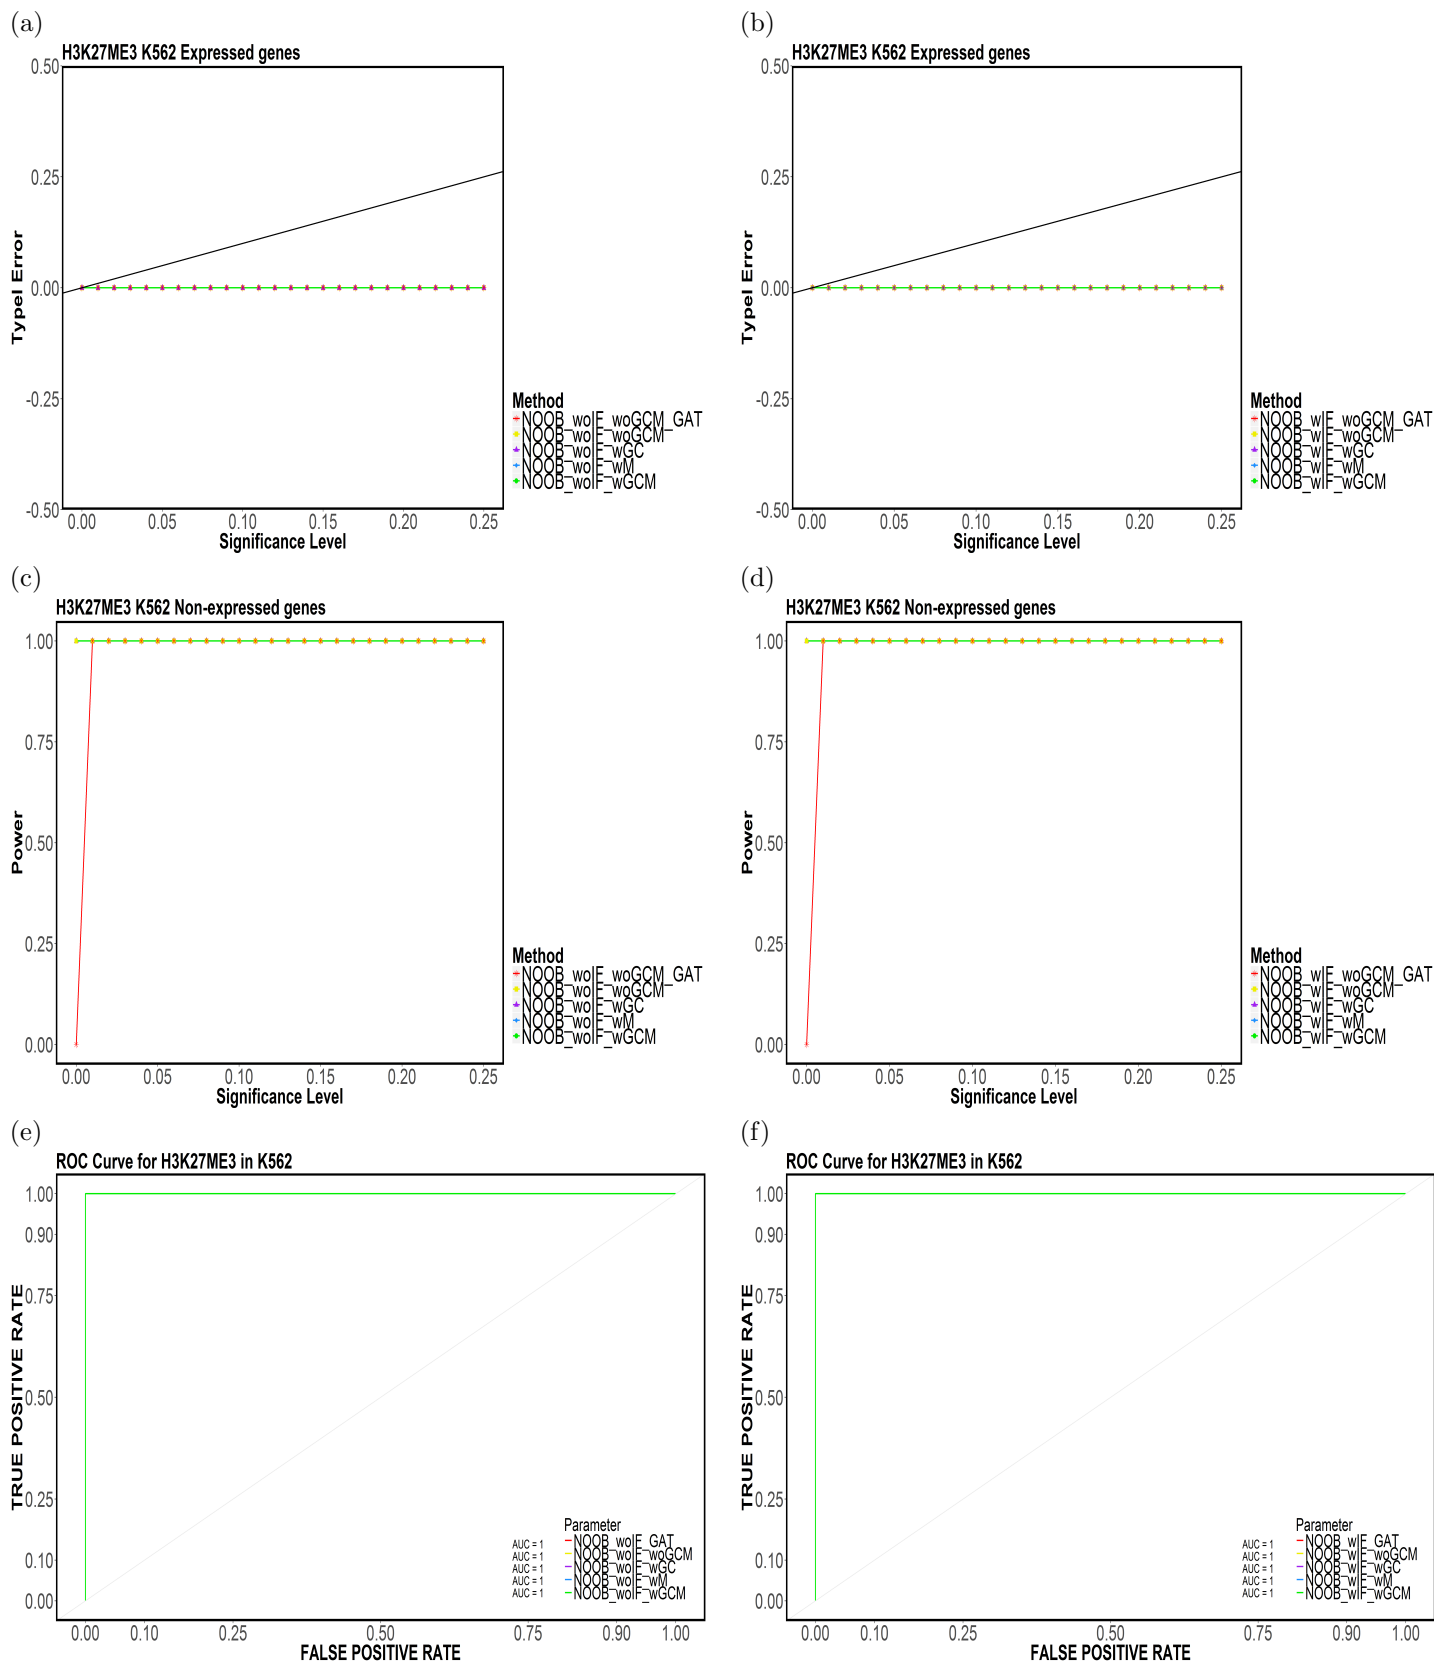 (a)
H3K27ME3 K562 Expressed genes
0.50
0.25
0.00
-0.25
-0.50
TypeI Error
0.00 0.05 0.10 0.15 0.20 0.25
Significance Level
Method
NOOB_woIF_woGCM_GAT
NOOB_woIF_woGCM
NOOB_woIF_wGC
NOOB_woIF_wM
NOOB_woIF_wGCM
(b)
H3K27ME3 K562 Expressed genes
0.50
0.25
0.00
-0.25
-0.50
TypeI Error
0.00 0.05 0.10 0.15 0.20 0.25
Significance Level
Method
NOOB_wIF_woGCM_GAT
NOOB_wIF_woGCM
NOOB_wIF_wGC
NOOB_wIF_wM
NOOB_wIF_wGCM
(c)
H3K27ME3 K562 Non-expressed genes
1.00
0.75
0.50
0.25
0.00
Power
0.00 0.05 0.10 0.15 0.20 0.25
Significance Level
Method
NOOB_woIF_woGCM_GAT
NOOB_woIF_woGCM
NOOB_woIF_wGC
NOOB_woIF_wM
NOOB_woIF_wGCM
(d)
H3K27ME3 K562 Non-expressed genes
1.00
0.75
0.50
0.25
0.00
Power
0.00 0.05 0.10 0.15 0.20 0.25
Significance Level
Method
NOOB_wIF_woGCM_GAT
NOOB_wIF_woGCM
NOOB_wIF_wGC
NOOB_wIF_wM
NOOB_wIF_wGCM
(e)
ROC Curve for H3K27ME3 in K562
1.00
0.90
0.75
0.50
0.25
0.10
0.00
TRUE POSITIVE RATE
0.00 0.10 0.25 0.50 0.75 0.90 1.00
FALSE POSITIVE RATE
Parameter
AUC = 1 NOOB_woIF_GAT
AUC = 1 NOOB_woIF_woGCM
AUC = 1 NOOB_woIF_wGC
AUC = 1 NOOB_woIF_wM
AUC = 1 NOOB_woIF_wGCM
(f)
ROC Curve for H3K27ME3 in K562
1.00
0.90
0.75
0.50
0.25
0.10
0.00
TRUE POSITIVE RATE
0.00 0.10 0.25 0.50 0.75 0.90 1.00
FALSE POSITIVE RATE
Parameter
AUC = 1 NOOB_wIF_GAT
AUC = 1 NOOB_wIF_woGCM
AUC = 1 NOOB_wIF_wGC
AUC = 1 NOOB_wIF_wM
AUC = 1 NOOB_wIF_wGCM